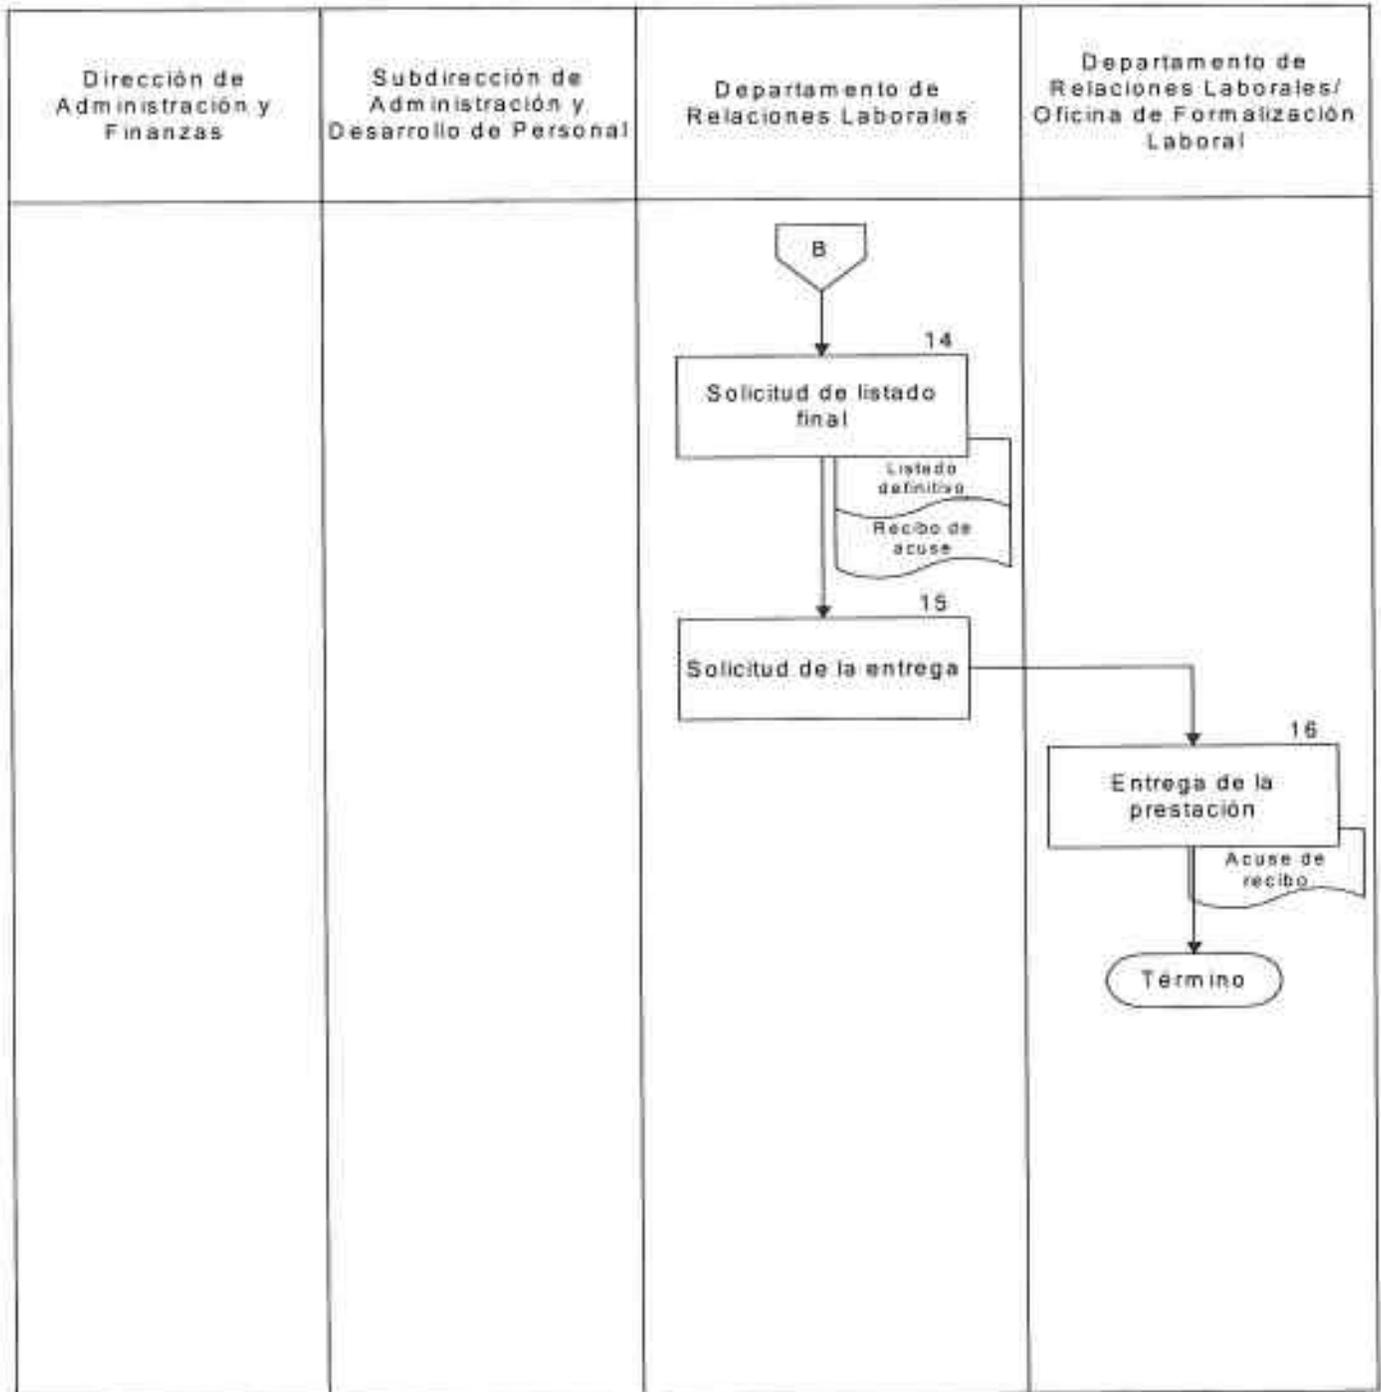 Dirección de
Administración y
Finanzas
Subdirección de
Administración y
Desarrollo de Personal
Departamento de
Relaciones Laborales
Departamento de
Relaciones Laborales/
Oficina de Formalización
Laboral
B
14
Solicitud de listado
final
Listado
definitivo
Recibo de
acuse
15
Solicitud de la entrega
16
Entrega de la
prestación
Acuse de
recibo
Término